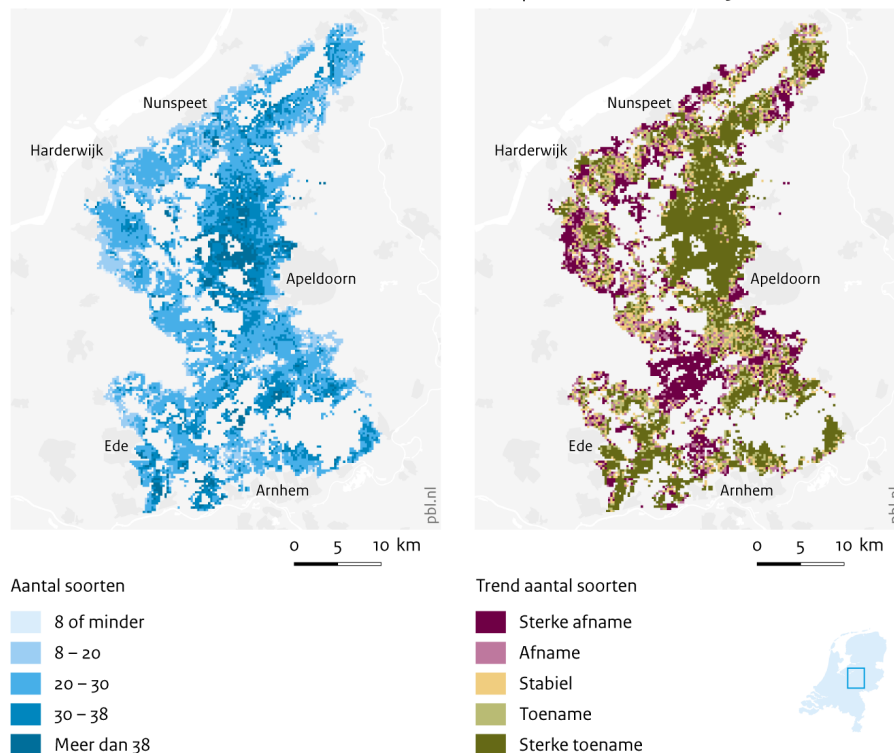 Nunspeet
Harderwijk
Apeldoorn
Ede
Arnhem
pbl.nl
0 5 10 km
Aantal soorten
8 of minder
8 – 20
20 – 30
30 – 38
Meer dan 38
Nunspeet
Harderwijk
Apeldoorn
Ede
Arnhem
pbl.nl
0 5 10 km
Trend aantal soorten
Sterke afname
Afname
Stabiel
Toename
Sterke toename